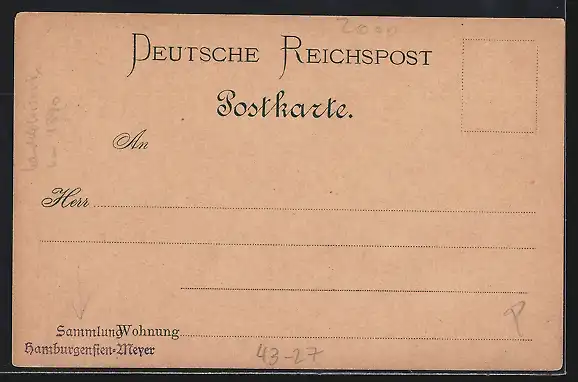 2000
DEUTSCHE REICHSPOST
Postkarte.
An
Herr
Wohnung
Sammlung
Hamburgensien-Meyer
43-27
P